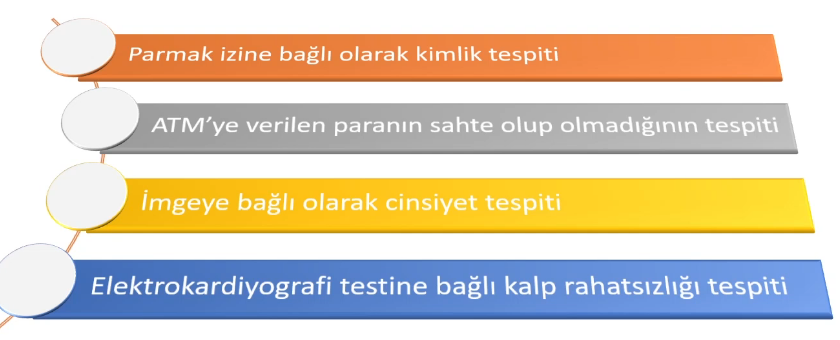 Parmak izine bağlı olarak kimlik tespiti
ATM'ye verilen paranın sahte olup olmadığının tespiti
İmgeye bağlı olarak cinsiyet tespiti
Elektrokardiyografi testine bağlı kalp rahatsızlığı tespiti